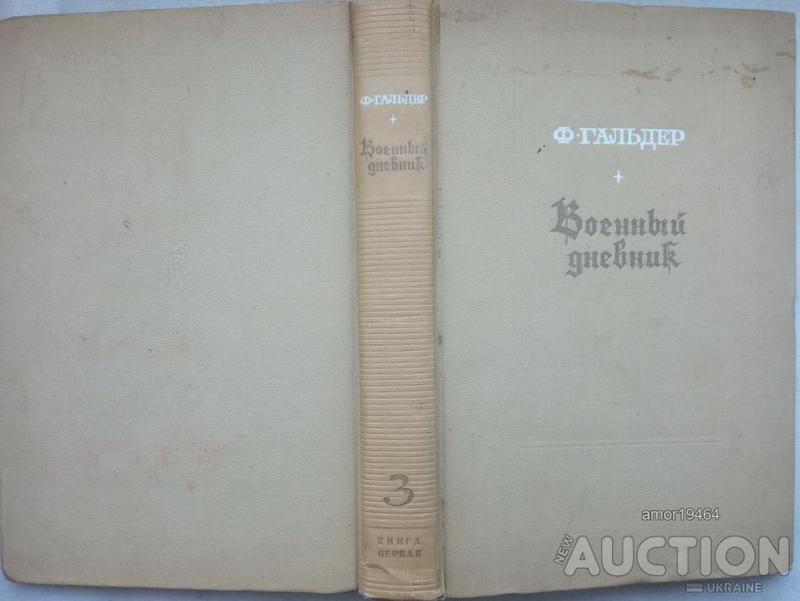 Ф·ГАЛЬДЕР
Военный
дневник
3
КНИГА
ПЕРВАЯ
Ф·ГАЛЬДЕР
Военный
дневник
amor19464
NEW AUCTION
UKRAINE